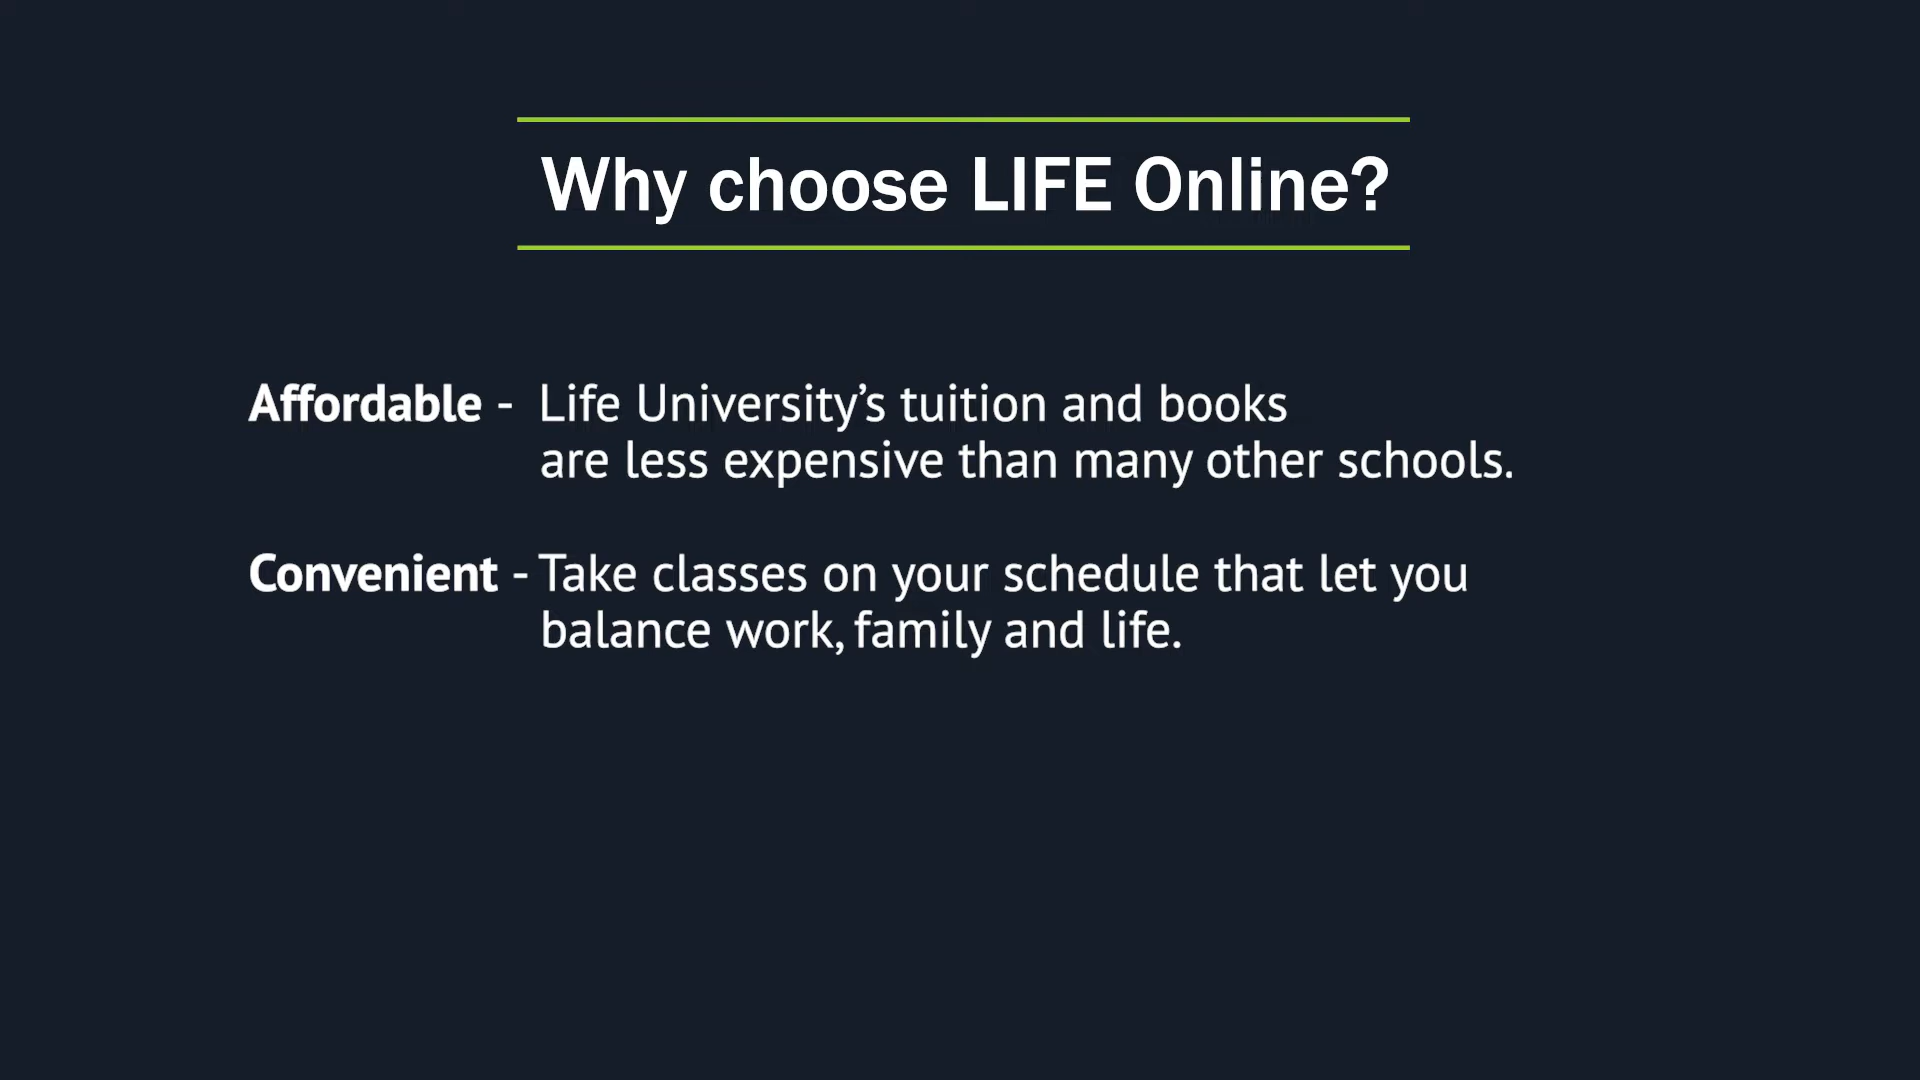 Why choose LIFE Online?
Affordable - Life University’s tuition and books
are less expensive than many other schools.
Convenient - Take classes on your schedule that let you
balance work, family and life.